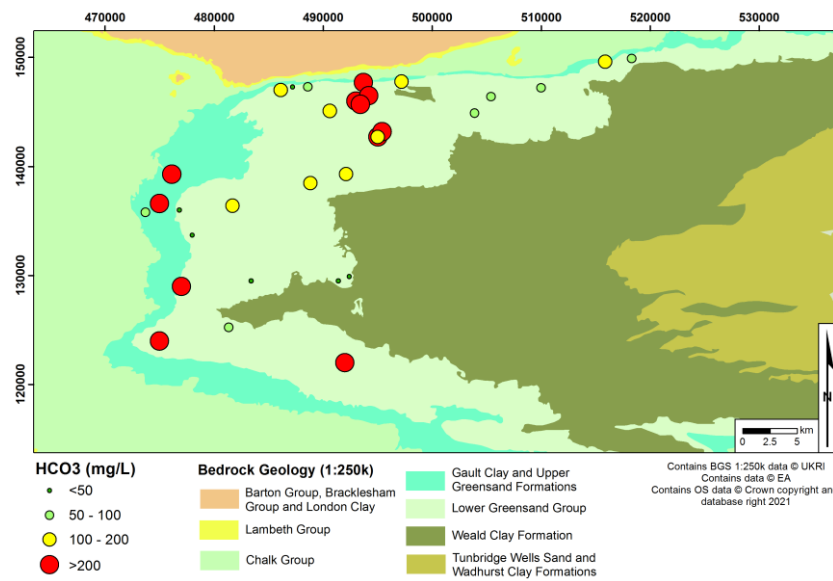 470000 480000 490000 500000 510000 520000 530000
150000
140000
130000
120000
N
0 2.5 5 km
HCO3 (mg/L)
<50
50 - 100
100 - 200
>200
Bedrock Geology (1:250k)
Barton Group, Bracklesham
Group and London Clay
Lambeth Group
Chalk Group
Gault Clay and Upper
Greensand Formations
Lower Greensand Group
Weald Clay Formation
Tunbridge Wells Sand and
Wadhurst Clay Formations
Contains BGS 1:250k data © UKRI
Contains data © EA
Contains OS data © Crown copyright an
database right 2021